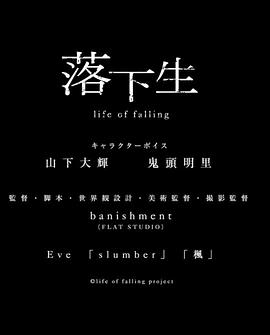 落下生
life of falling
キャラクターボイス
山下大輝　鬼頭明里
監督・脚本・世界観設計・美術監督・撮影監督
banishment
(FLAT STUDIO)
Eve 「slumber」「楓」
©life of falling project